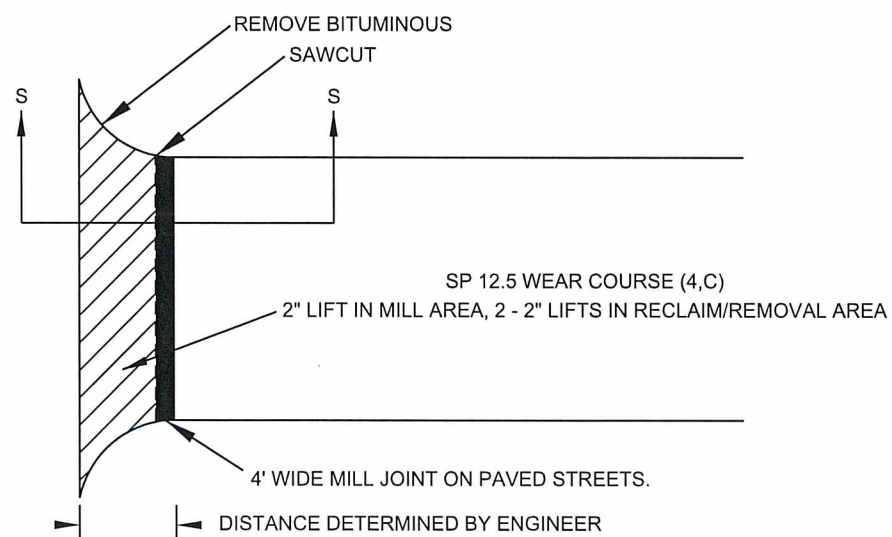 REMOVE BITUMINOUS
SAWCUT
S
S
SP 12.5 WEAR COURSE (4,C)
2" LIFT IN MILL AREA, 2 - 2" LIFTS IN RECLAIM/REMOVAL AREA
4' WIDE MILL JOINT ON PAVED STREETS.
DISTANCE DETERMINED BY ENGINEER